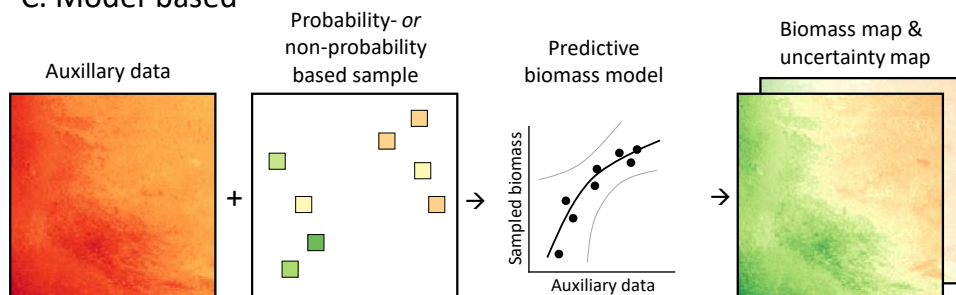 C. Model based
Probability- or
non-probability
based sample
Auxillary data
Predictive
biomass model
Biomass map &
uncertainty map
+
→
Sampled biomass
Auxiliary data
→